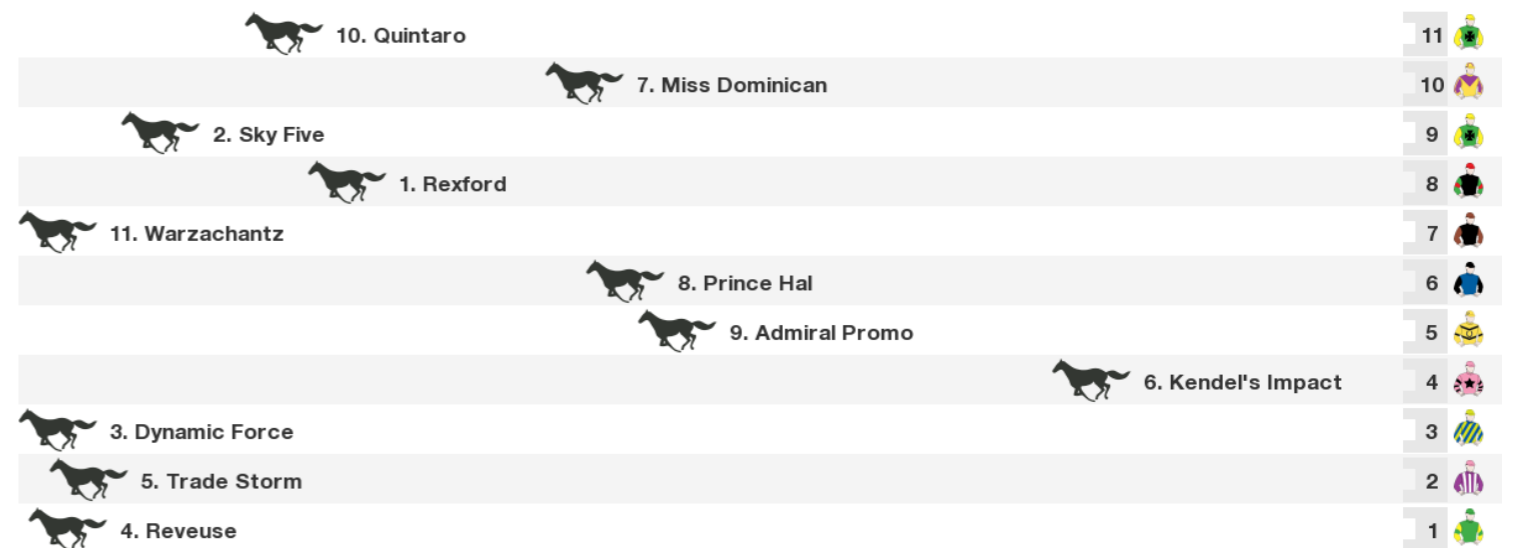 10. Quintaro 11
7. Miss Dominican 10
2. Sky Five 9
1. Rexford 8
11. Warzachantz 7
8. Prince Hal 6
9. Admiral Promo 5
6. Kendel's Impact 4
3. Dynamic Force 3
5. Trade Storm 2
4. Reveuse 1